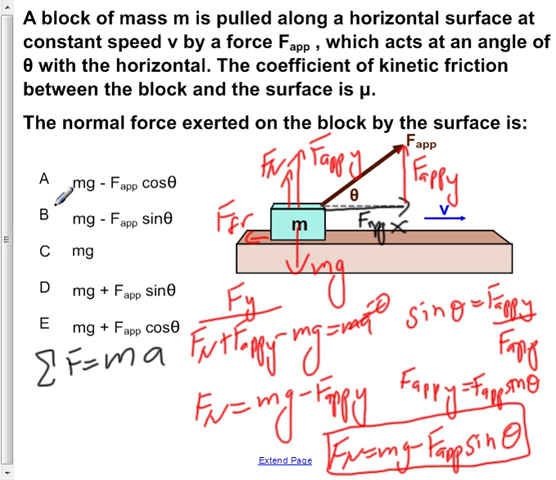 A block of mass m is pulled along a horizontal surface at
constant speed v by a force Fapp , which acts at an angle of
θ with the horizontal. The coefficient of kinetic friction
between the block and the surface is µ.
The normal force exerted on the block by the surface is:
A mg - Fapp cosθ
B mg - Fapp sinθ
C mg
D mg + Fapp sinθ
E mg + Fapp cosθ
Fapp
FN
Fappy
Fappy
θ
Ffr
m
Fappx
v
mg
ΣF=ma
Fy
FN+Fappy-mg=ma 0
FN=mg-Fappy
sinθ=Fappy
Fapp
Fappy=Fappsinθ
FN=mg-Fappsinθ
Extend Page